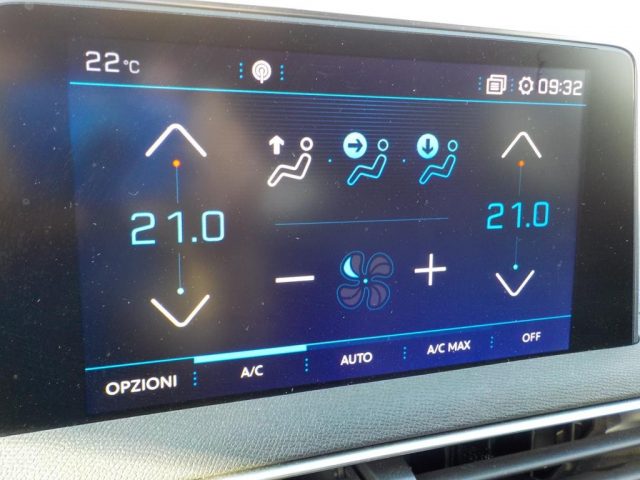 22°C 09:32
21.0 21.0
OPZIONI A/C AUTO A/C MAX OFF